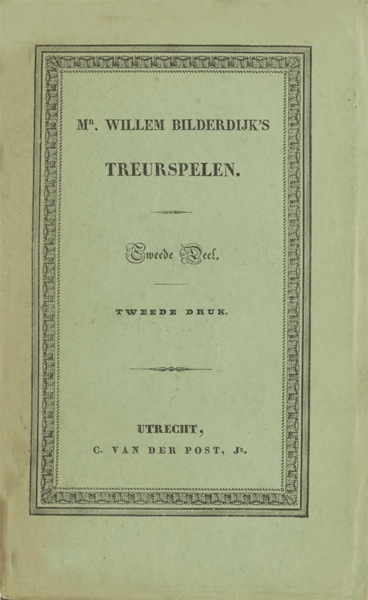 Mr. WILLEM BILDERDIJK'S
TREURSPELEN.
Tweede Deel.
TWEEDE DRUK.
UTRECHT,
C. VAN DER POST, Jr.